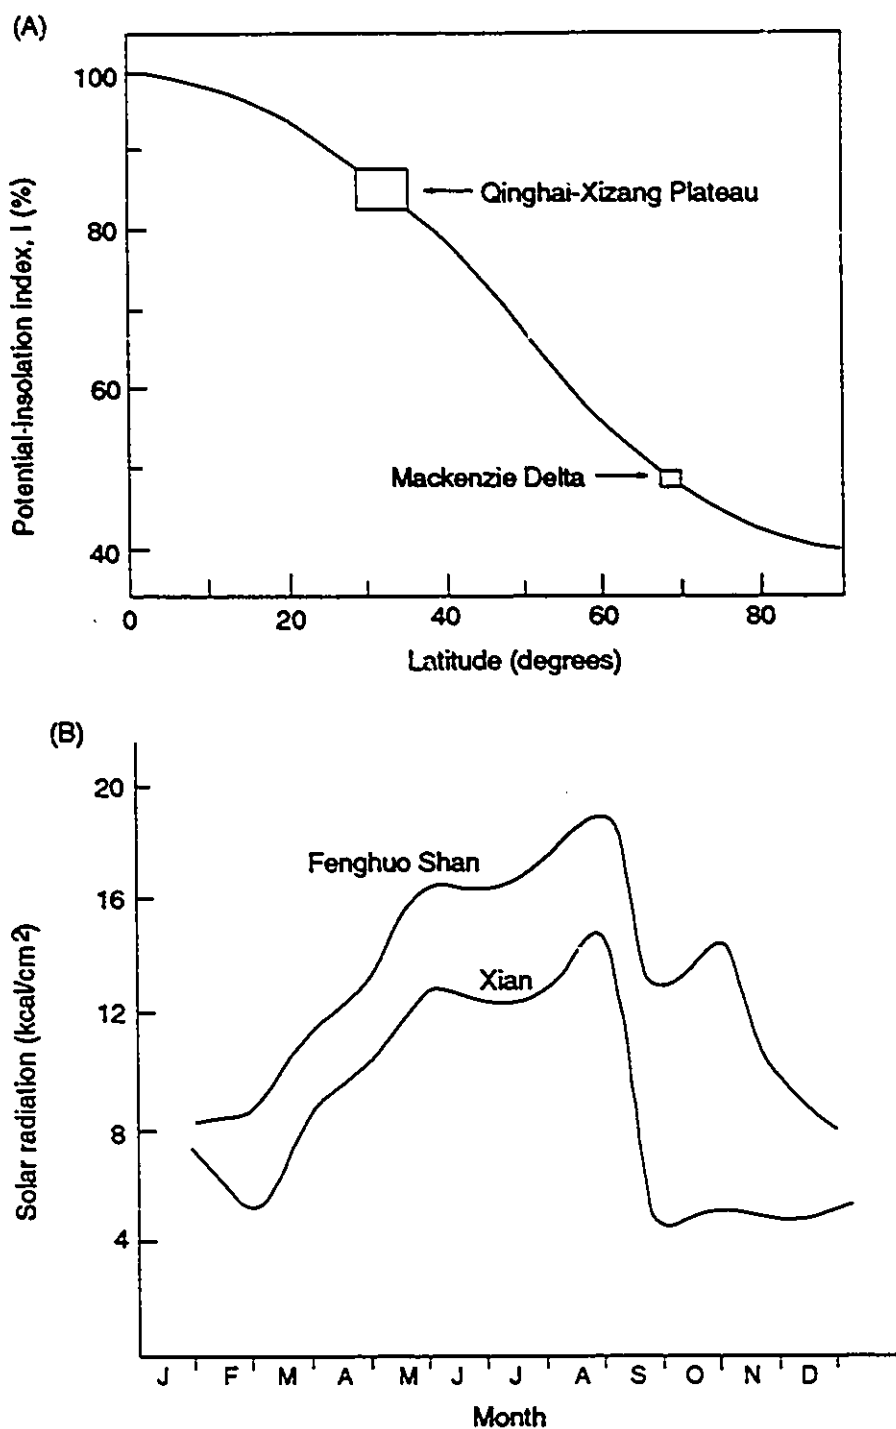 (A)
100
80
60
40
Potential-insolation index, I (%)
Qinghai-Xizang Plateau
Mackenzie Delta
0 20 40 60 80
Latitude (degrees)
(B)
20
16
12
8
4
Solar radiation (kcal/cm²)
Fenghuo Shan
Xian
J F M A M J J A S O N D
Month